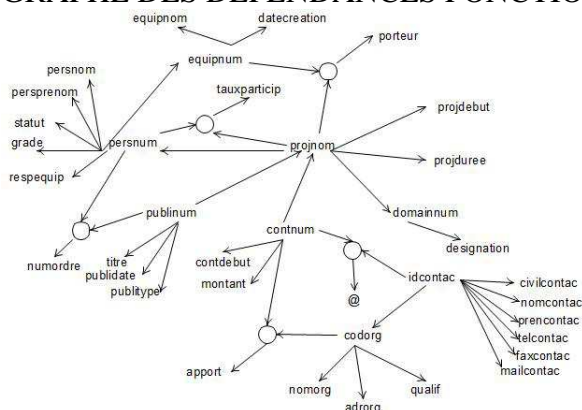 GRAPHE DES DEPENDANCES FONCTIO
equipnom
datecreation
porteur
equipnum
persnom
persprenom
tauxparticip
projdebut
statut
grade
persnum
projnom
projduree
respequip
publinum
domainnum
contnum
designation
numordre
titre
contdebut
publidate
montant
idcontac
civilcontac
publitype
nomcontac
@
prencontac
telcontac
codorg
faxcontac
mailcontac
apport
nomorg
qualif
adrorg